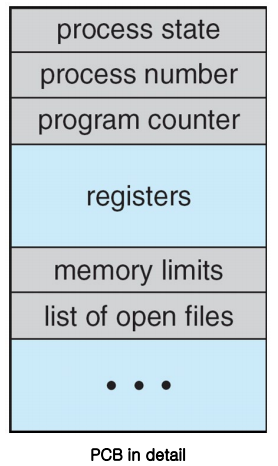 process state
process number
program counter
registers
memory limits
list of open files
• • •
PCB in detail